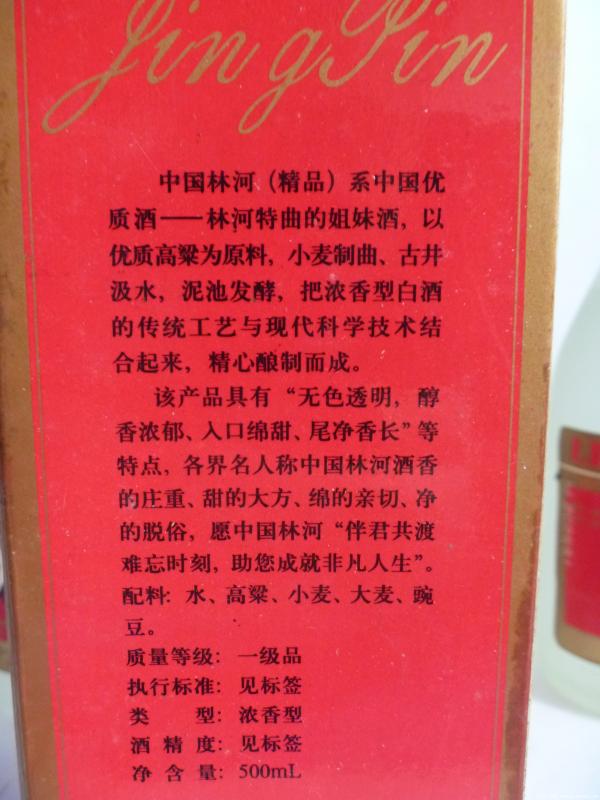 Jing Pin
中国林河（精品）系中国优
质酒——林河特曲的姐妹酒，以
优质高粱为原料，小麦制曲、古井
汲水，泥池发酵，把浓香型白酒
的传统工艺与现代科学技术结
合起来，精心酿制而成。
该产品具有“无色透明，醇
香浓郁、入口绵甜、尾净香长”等
特点，各界名人称中国林河酒香
的庄重、甜的大方、绵的亲切、净
的脱俗，愿中国林河“伴君共渡
难忘时刻，助您成就非凡人生”。
配料：水、高粱、小麦、大麦、豌
豆。
质量等级：一级品
执行标准：见标签
类 型：浓香型
酒 精 度：见标签
净 含 量：500mL